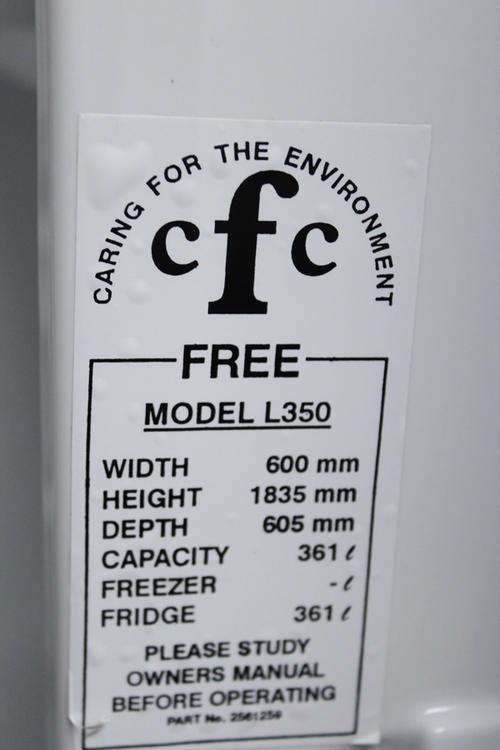 CARING FOR THE ENVIRONMENT
cfc
FREE
MODEL L350
WIDTH 600 mm
HEIGHT 1835 mm
DEPTH 605 mm
CAPACITY 361 ℓ
FREEZER - ℓ
FRIDGE 361 ℓ
PLEASE STUDY
OWNERS MANUAL
BEFORE OPERATING
PART No. 2561256